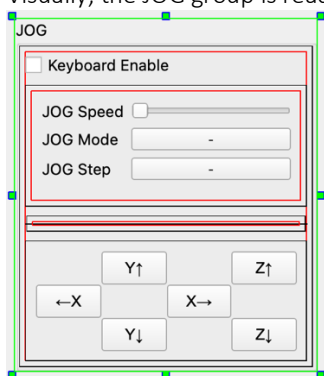 JOG
Keyboard Enable
JOG Speed
JOG Mode -
JOG Step -
Y↑ Z↑
←X X→
Y↓ Z↓